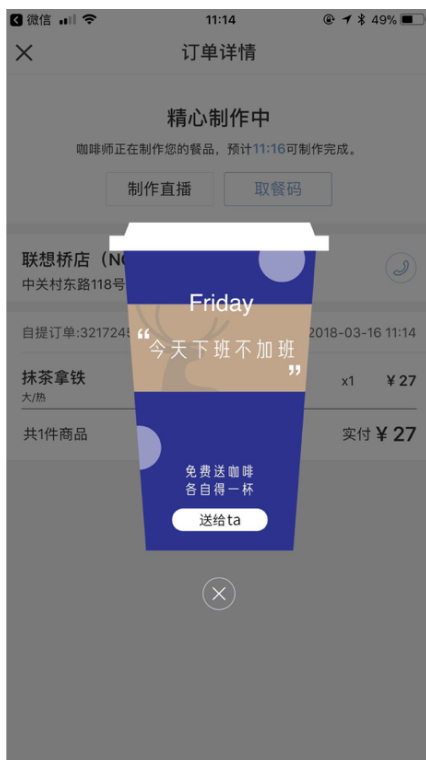 微信 11:14 49%
订单详情
精心制作中
咖啡师正在制作您的餐品，预计11:16可制作完成。
制作直播 取餐码
联想桥店（N
中关村东路118号
Friday
“今天下班不加班”
自提订单:321724 2018-03-16 11:14
抹茶拿铁 x1 ¥27
大/热
共1件商品 实付 ¥27
免费送咖啡
各自得一杯
送给ta